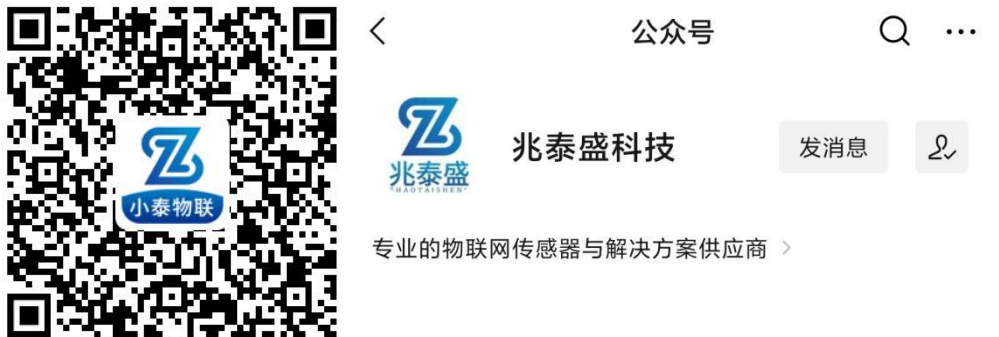 小泰物联
公众号
兆泰盛
HAOTAISHEN
兆泰盛科技
发消息
专业的物联网传感器与解决方案供应商